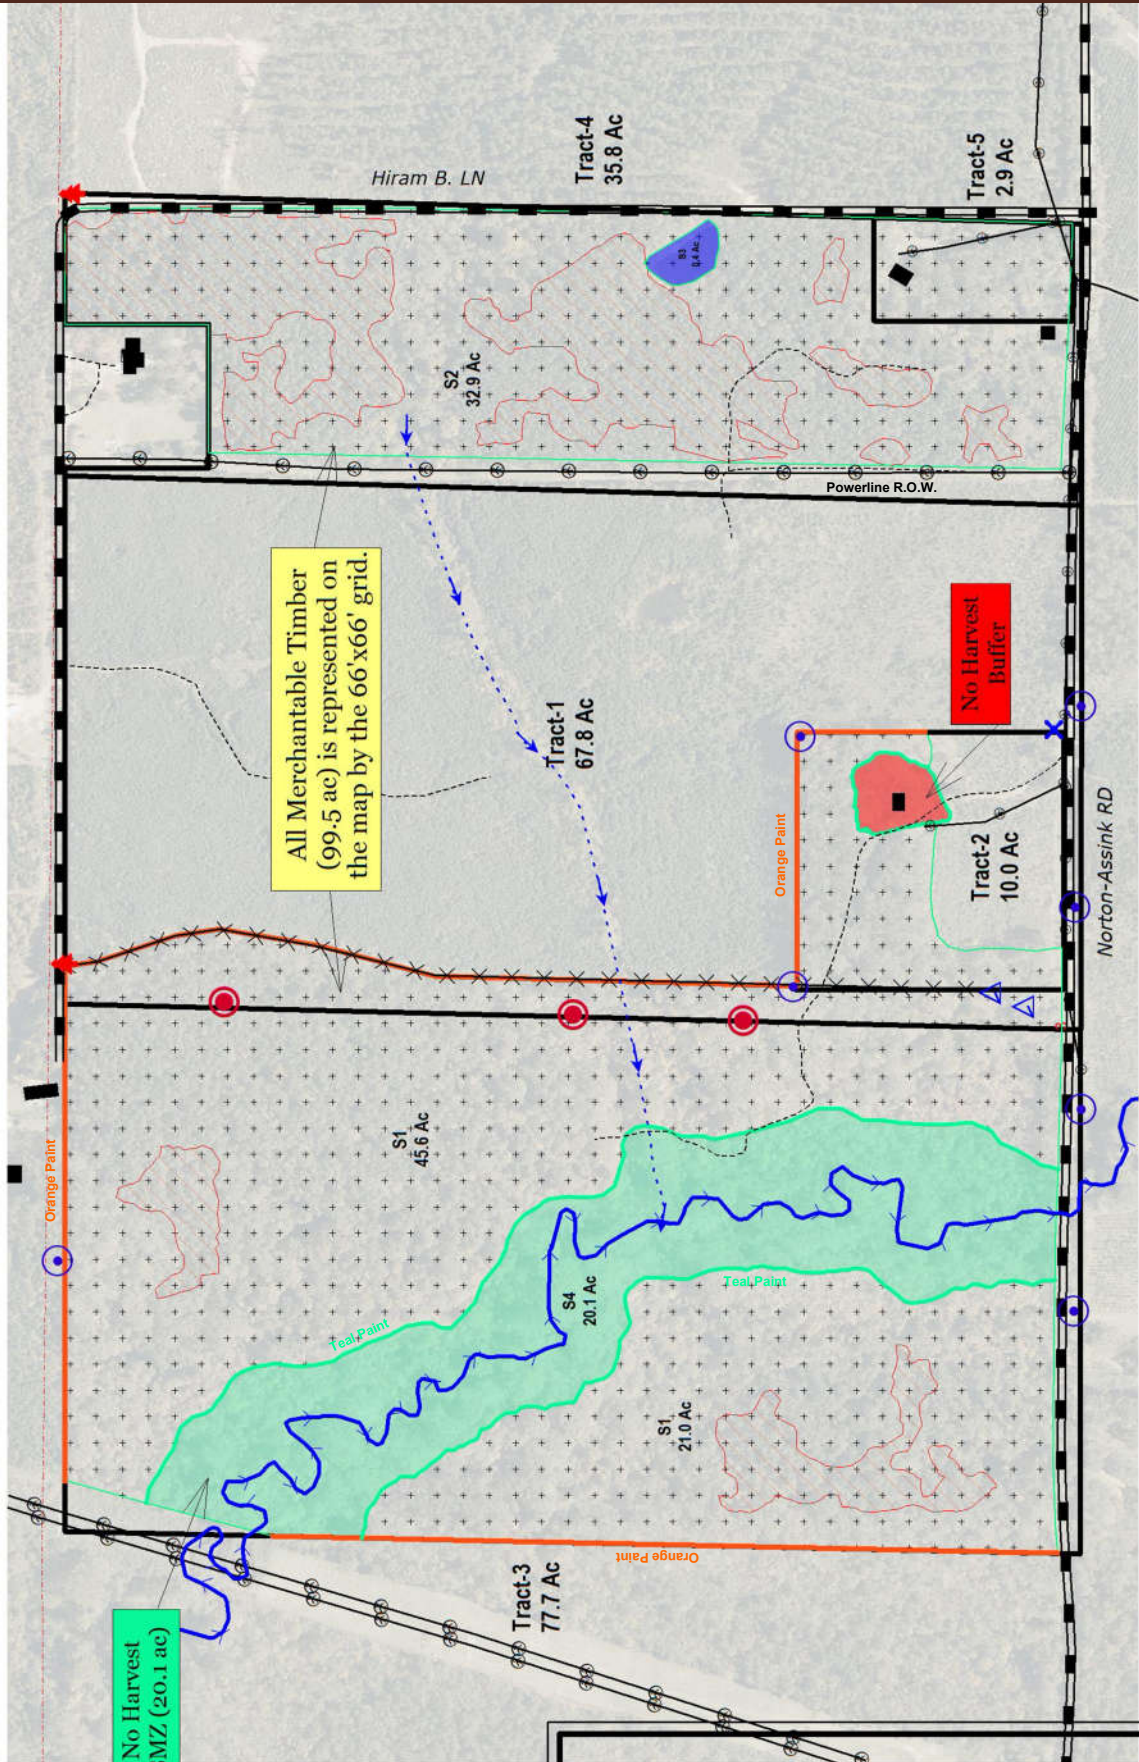 Hiram B. LN
Tract-4
35.8 Ac
Tract-5
2.9 Ac
S3
0.4 Ac
S2
32.9 Ac
Powerline R.O.W.
All Merchantable Timber
(99.5 ac) is represented on
the map by the 66'x66' grid.
No Harvest
Buffer
Tract-1
67.8 Ac
Orange Paint
Tract-2
10.0 Ac
Norton-Assink RD
S1
45.6 Ac
Orange Paint
S4
20.1 Ac
Teal Paint
Teal Paint
S1
21.0 Ac
Orange Paint
Tract-3
77.7 Ac
No Harvest
MZ (20.1 ac)